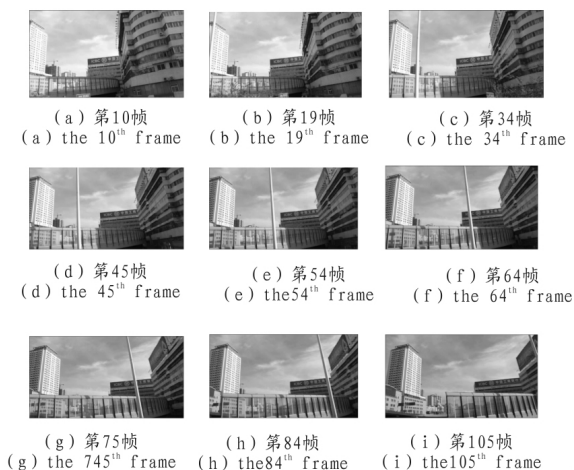 (a)第10帧 (b)第19帧 (c)第34帧
(a) the 10th frame (b) the 19th frame (c) the 34th frame
(d)第45帧 (e)第54帧 (f)第64帧
(d) the 45th frame (e) the54th frame (f) the 64th frame
(g)第75帧 (h)第84帧 (i)第105帧
(g) the 745th frame (h) the84th frame (i) the105th frame